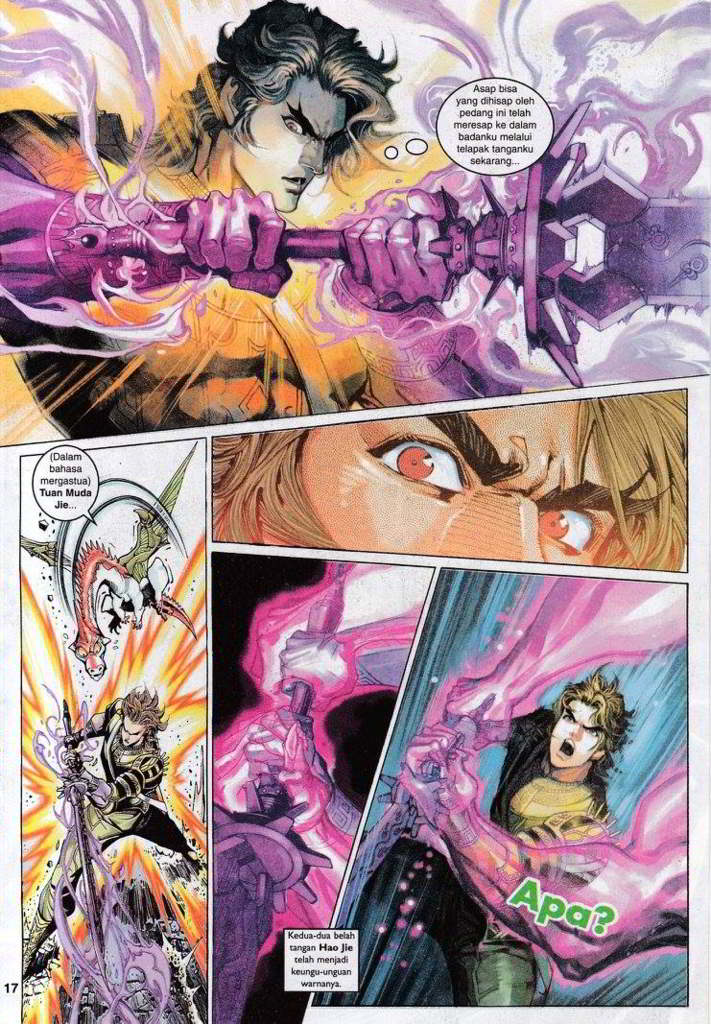 Asap bisa
yang dihisap oleh
pedang ini telah
meresap ke dalam
badanku melalui
telapak tanganku
sekarang...
(Dalam
bahasa
mergastua)
Tuan Muda
Jie...
Kedua-dua belah
tangan Hao Jie
telah menjadi
keungu-unguan
warnanya.
Apa?
17